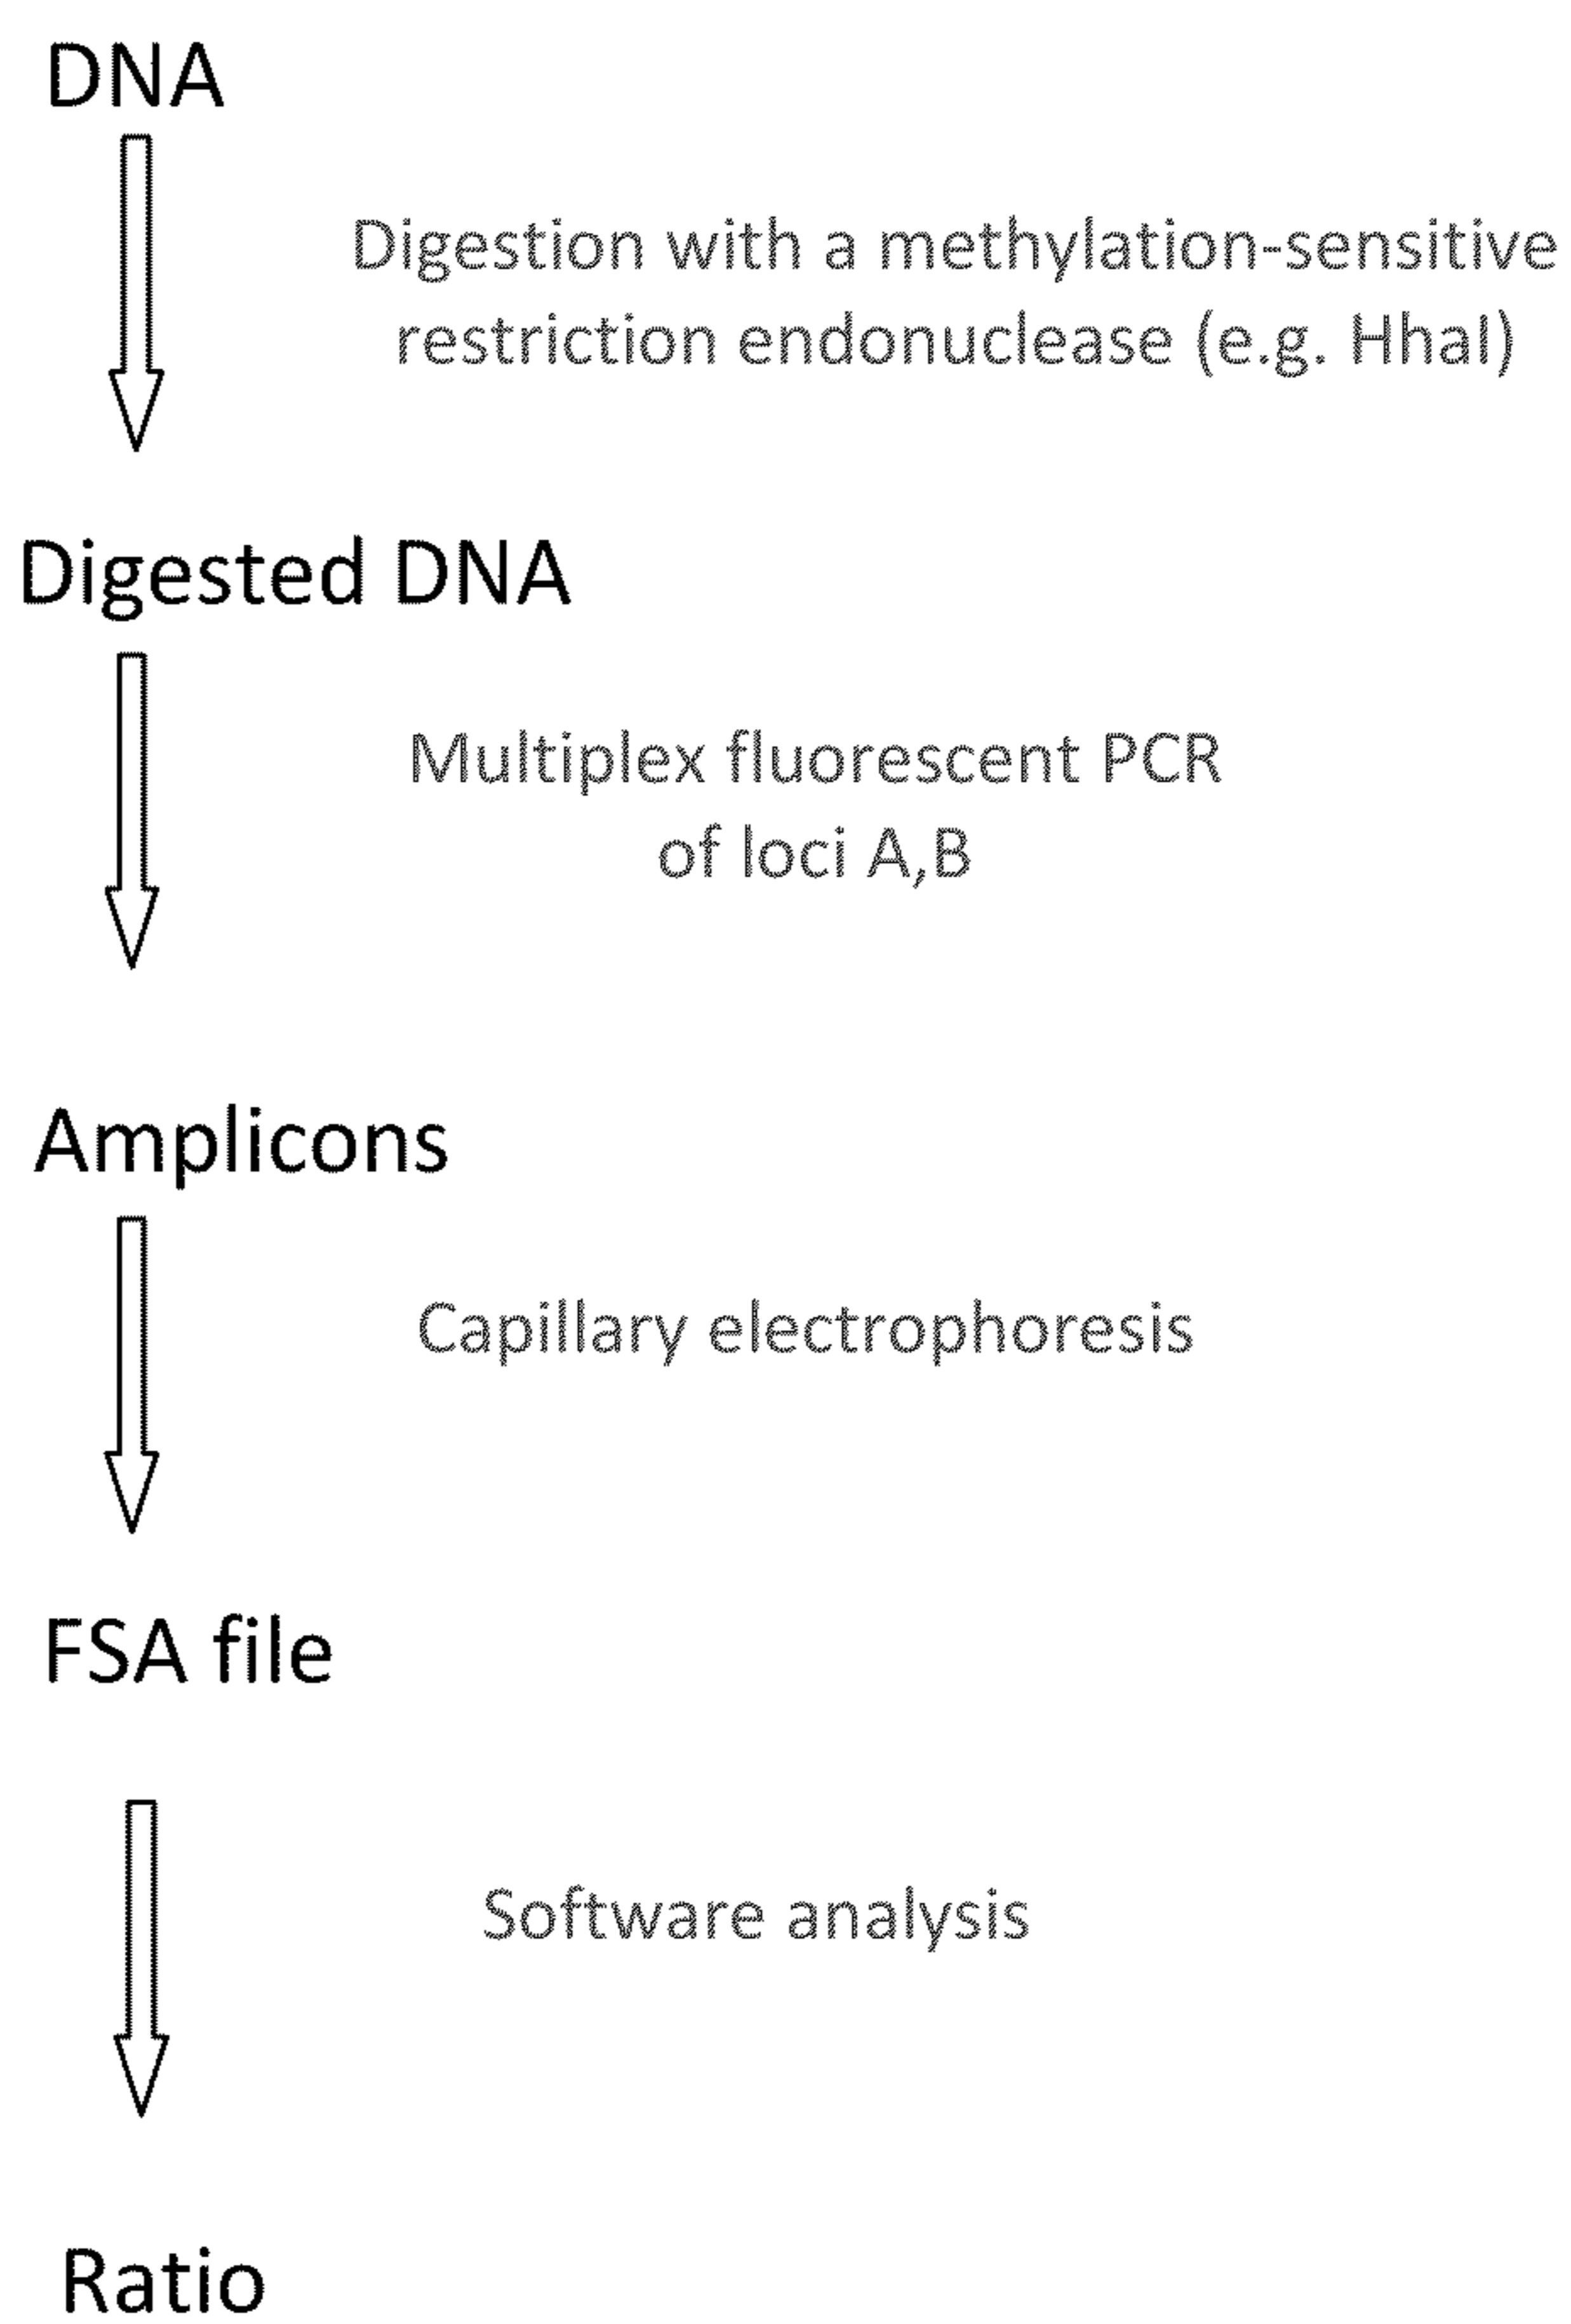 DNA
Digestion with a methylation-sensitive
restriction endonuclease (e.g. HhaI)
Digested DNA
Multiplex fluorescent PCR
of loci A,B
Amplicons
Capillary electrophoresis
FSA file
Software analysis
Ratio